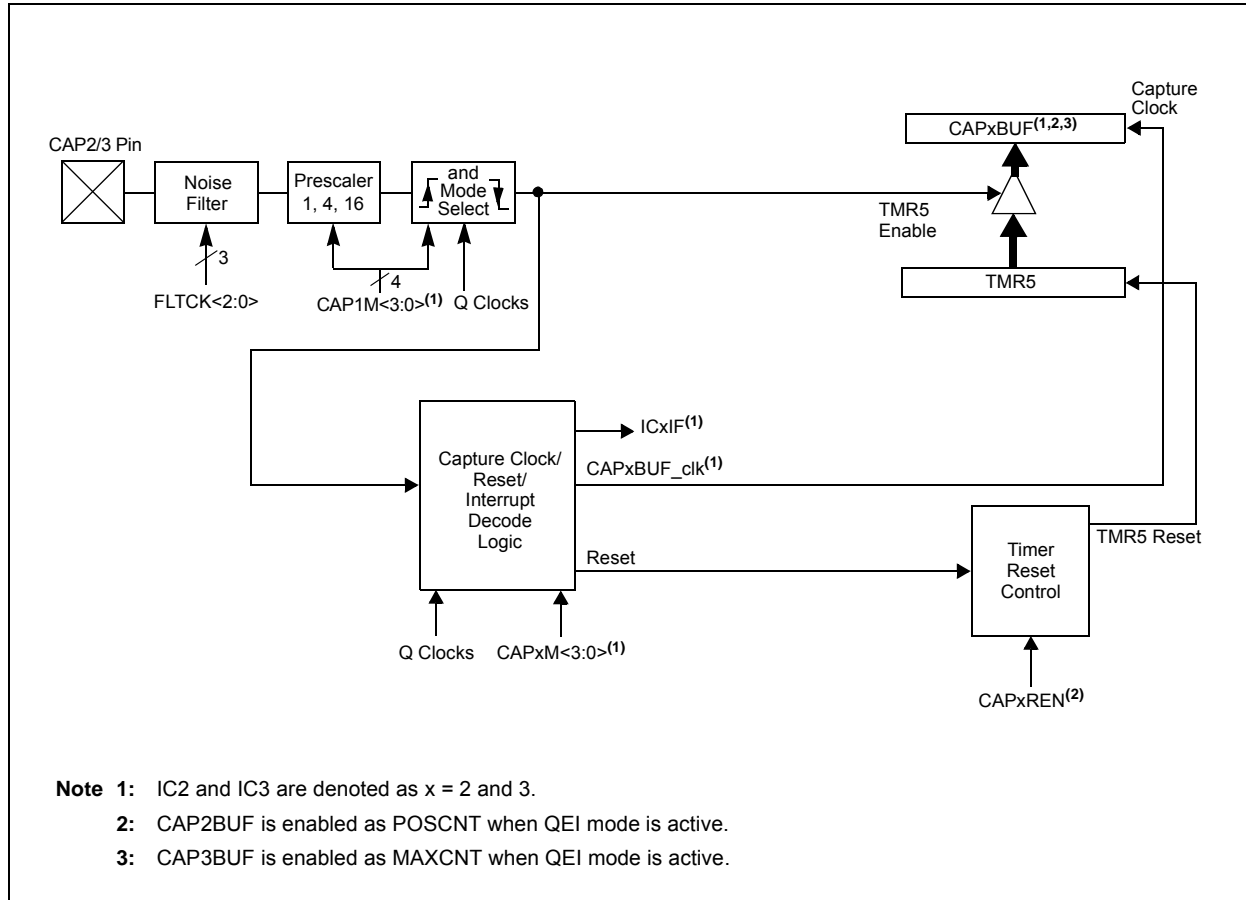 Capture
Clock
CAPxBUF(1,2,3)
CAP2/3 Pin
Noise
Filter
Prescaler
1, 4, 16
and
Mode
Select
TMR5
Enable
3
4
FLTCK<2:0>
CAP1M<3:0>(1)
Q Clocks
TMR5
ICxIF(1)
CAPxBUF_clk(1)
Capture Clock/
Reset/
Interrupt
Decode
Logic
Reset
Timer
Reset
Control
TMR5 Reset
Q Clocks
CAPxM<3:0>(1)
CAPxREN(2)
Note 1: IC2 and IC3 are denoted as x = 2 and 3.
2: CAP2BUF is enabled as POSCNT when QEI mode is active.
3: CAP3BUF is enabled as MAXCNT when QEI mode is active.